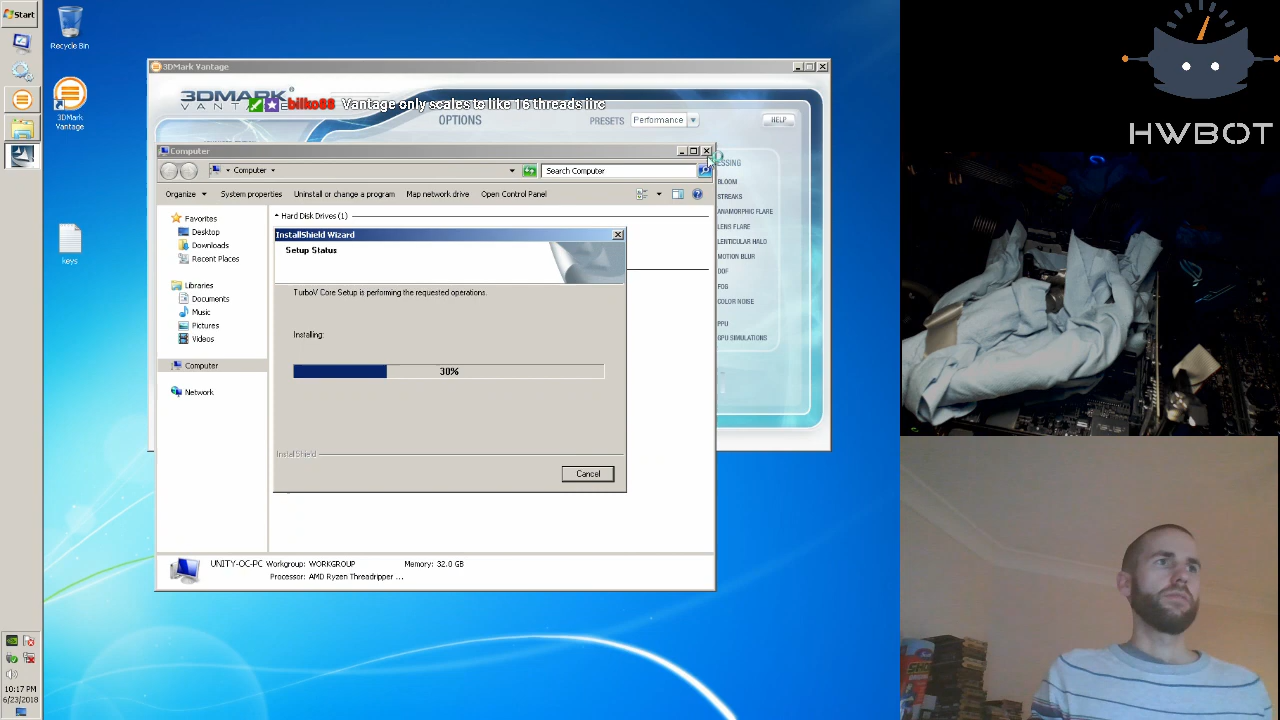 Start
Recycle Bin
3DMark
Vantage
keys
10:17 PM
6/23/2018
3DMark Vantage
3DMARK
VANTAGE
bilko88 Vantage only scales to like 16 threads iirc
OPTIONS
PRESETS
Performance
HELP
ESSING
BLOOM
STREAKS
ANAMORPHIC FLARE
LENS FLARE
LENTICULAR HALO
MOTION BLUR
DOF
FOG
COLOR NOISE
PPU
GPU SIMULATIONS
Computer
Computer
Search Computer
Organize
System properties
Uninstall or change a program
Map network drive
Open Control Panel
Favorites
Desktop
Downloads
Recent Places
Libraries
Documents
Music
Pictures
Videos
Computer
Network
Hard Disk Drives (1)
InstallShield Wizard
Setup Status
TurboV Core Setup is performing the requested operations.
Installing:
30%
InstallShield
Cancel
UNITY-OC-PC Workgroup: WORKGROUP Memory: 32.0 GB
Processor: AMD Ryzen Threadripper ...
HWBOT